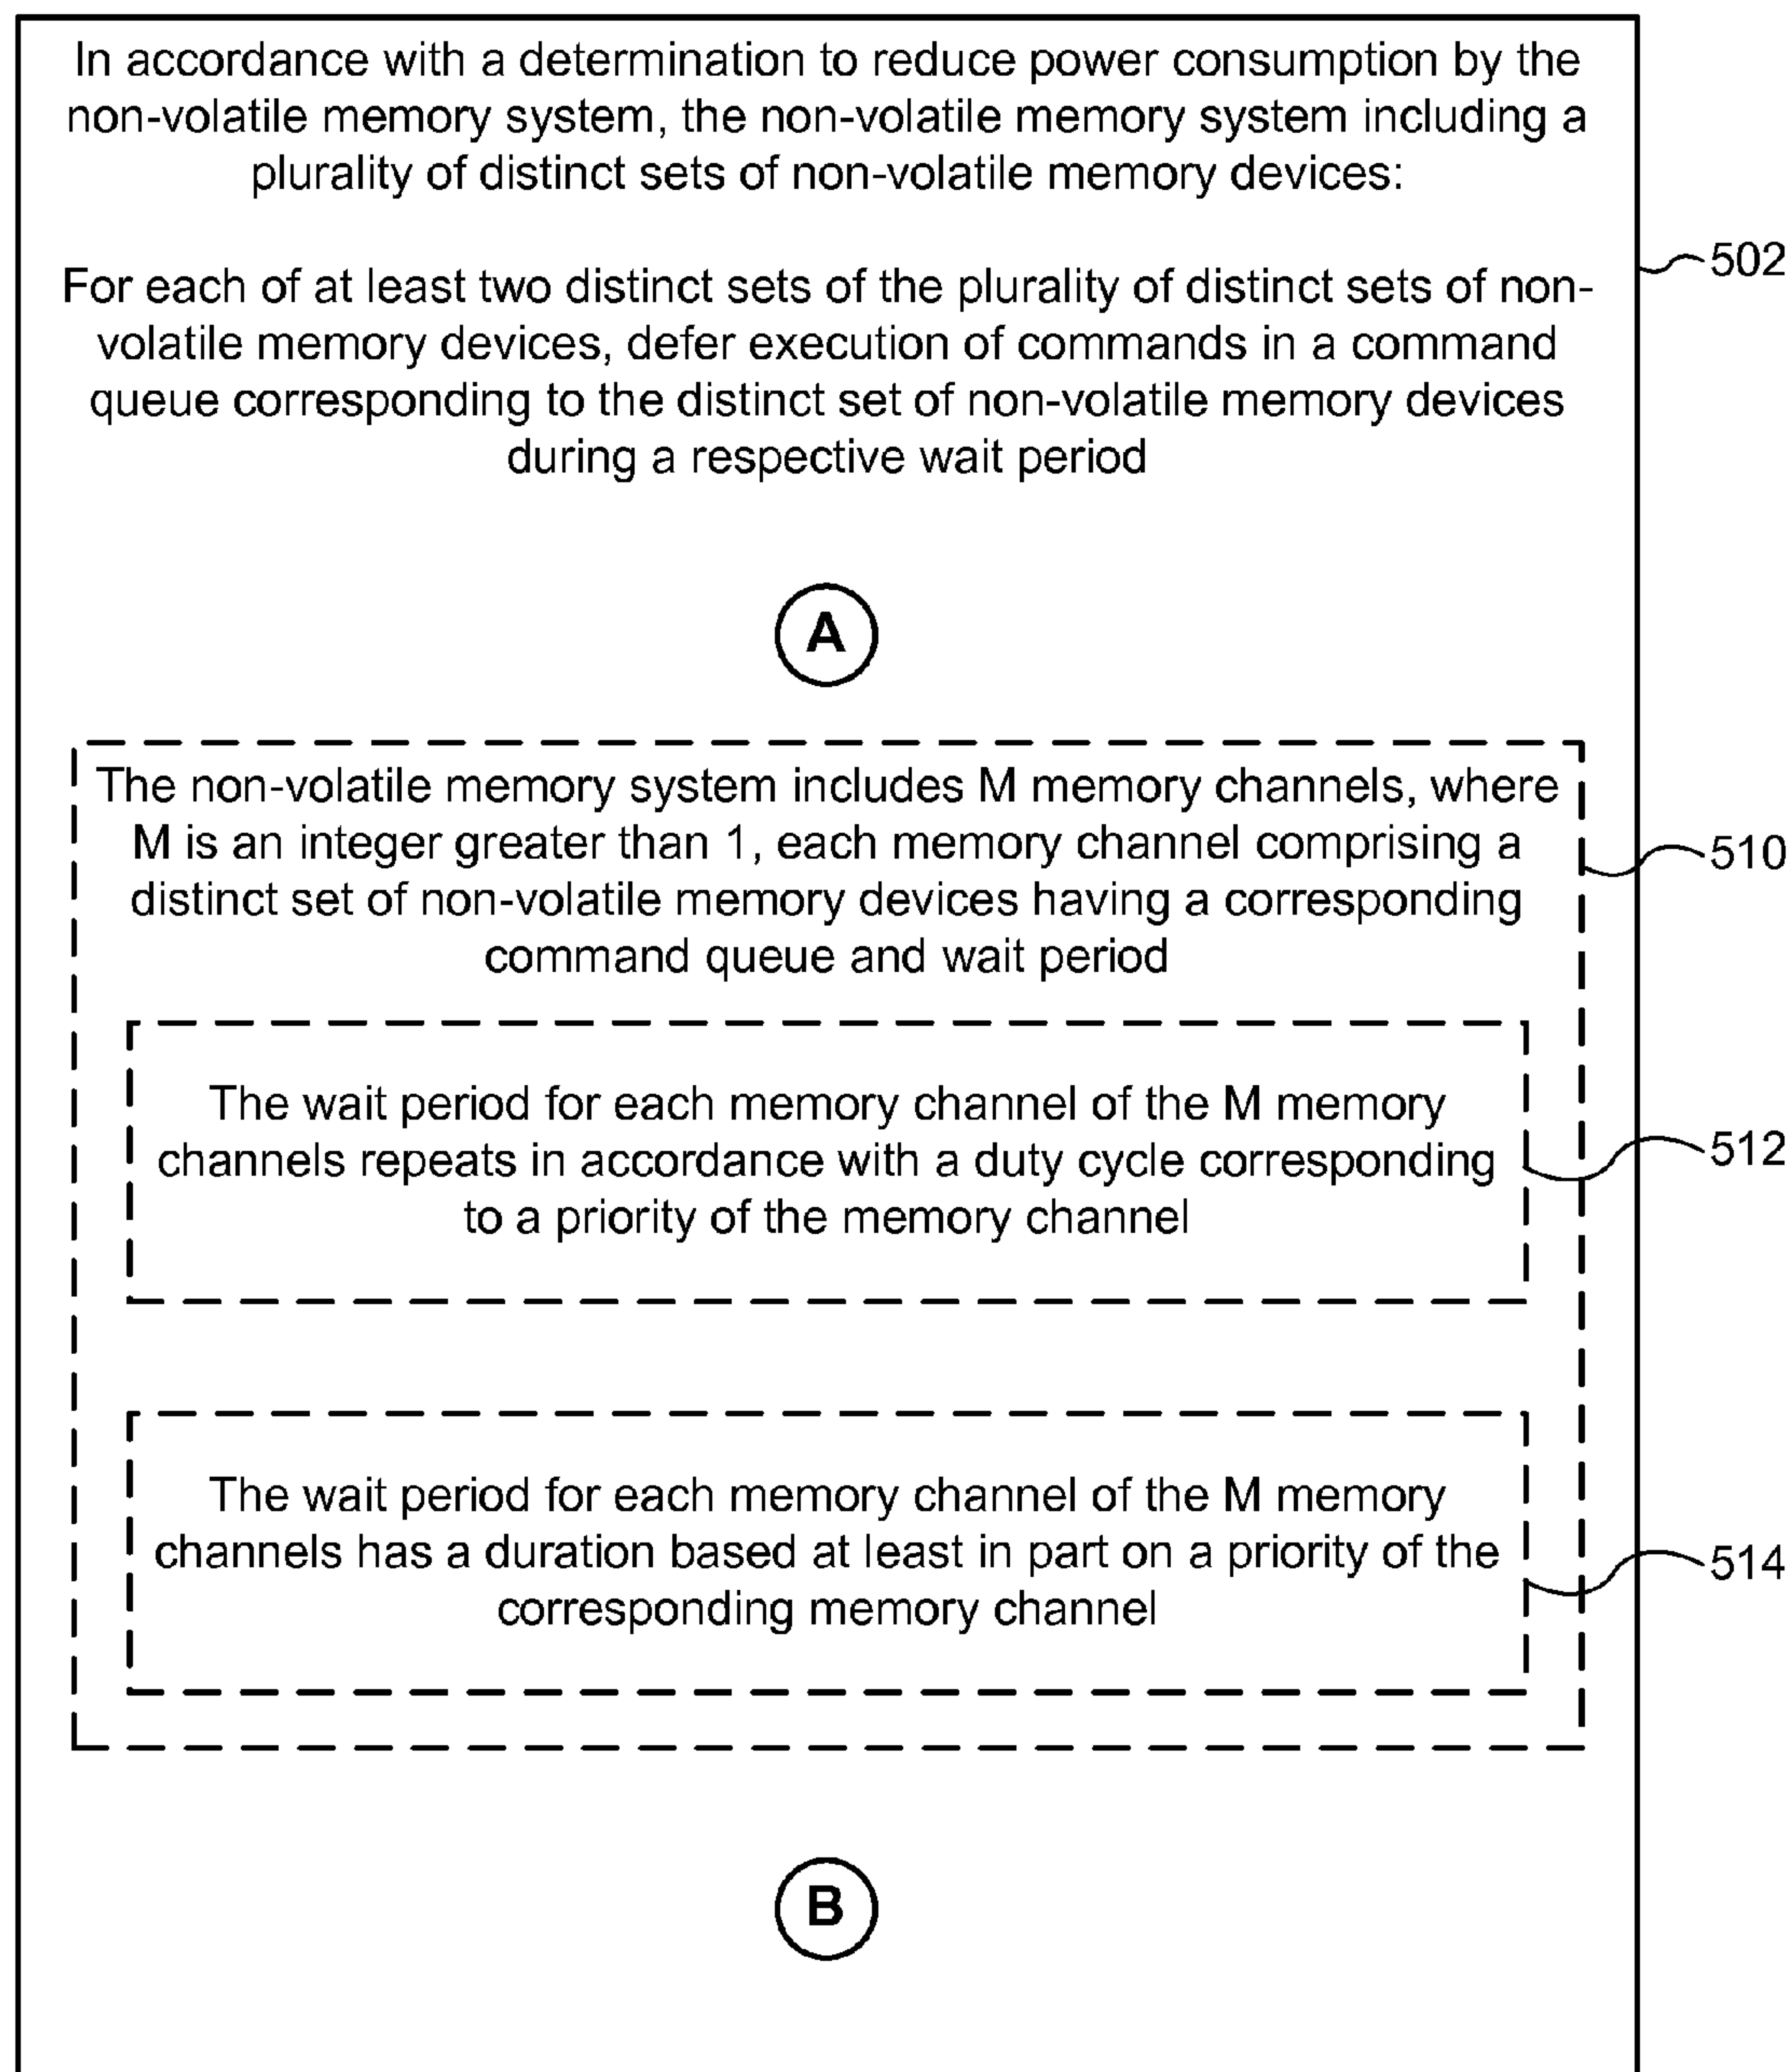 In accordance with a determination to reduce power consumption by the
non-volatile memory system, the non-volatile memory system including a
plurality of distinct sets of non-volatile memory devices:
For each of at least two distinct sets of the plurality of distinct sets of non-
volatile memory devices, defer execution of commands in a command
queue corresponding to the distinct set of non-volatile memory devices
during a respective wait period
502
A
The non-volatile memory system includes M memory channels, where
M is an integer greater than 1, each memory channel comprising a
distinct set of non-volatile memory devices having a corresponding
command queue and wait period
510
The wait period for each memory channel of the M memory
channels repeats in accordance with a duty cycle corresponding
to a priority of the memory channel
512
The wait period for each memory channel of the M memory
channels has a duration based at least in part on a priority of the
corresponding memory channel
514
B